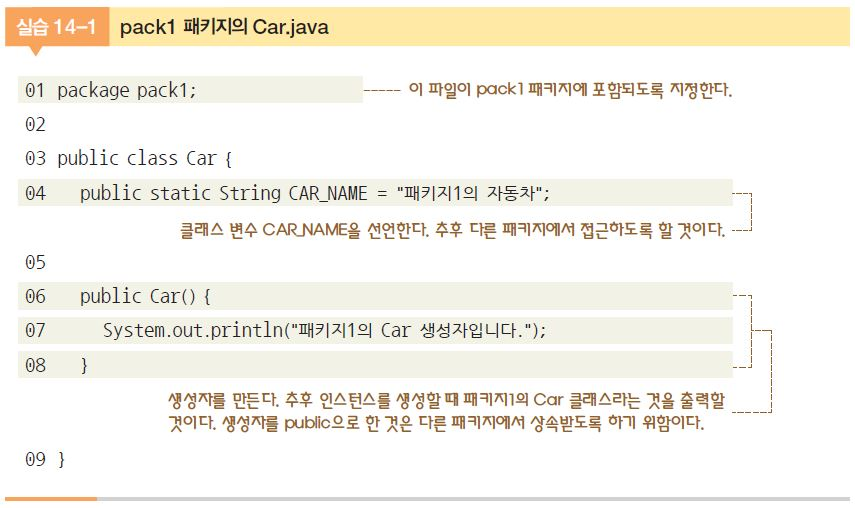 실습 14-1 pack1 패키지의 Car.java
01 package pack1; 이 파일이 pack1 패키지에 포함되도록 지정한다.
02
03 public class Car {
04 public static String CAR_NAME = "패키지1의 자동차";
클래스 변수 CAR_NAME을 선언한다. 추후 다른 패키지에서 접근하도록 할 것이다.
05
06 public Car() {
07 System.out.println("패키지1의 Car 생성자입니다.");
08 }
생성자를 만든다. 추후 인스턴스를 생성할 때 패키지1의 Car 클래스라는 것을 출력할
것이다. 생성자를 public으로 한 것은 다른 패키지에서 상속받도록 하기 위함이다.
09 }